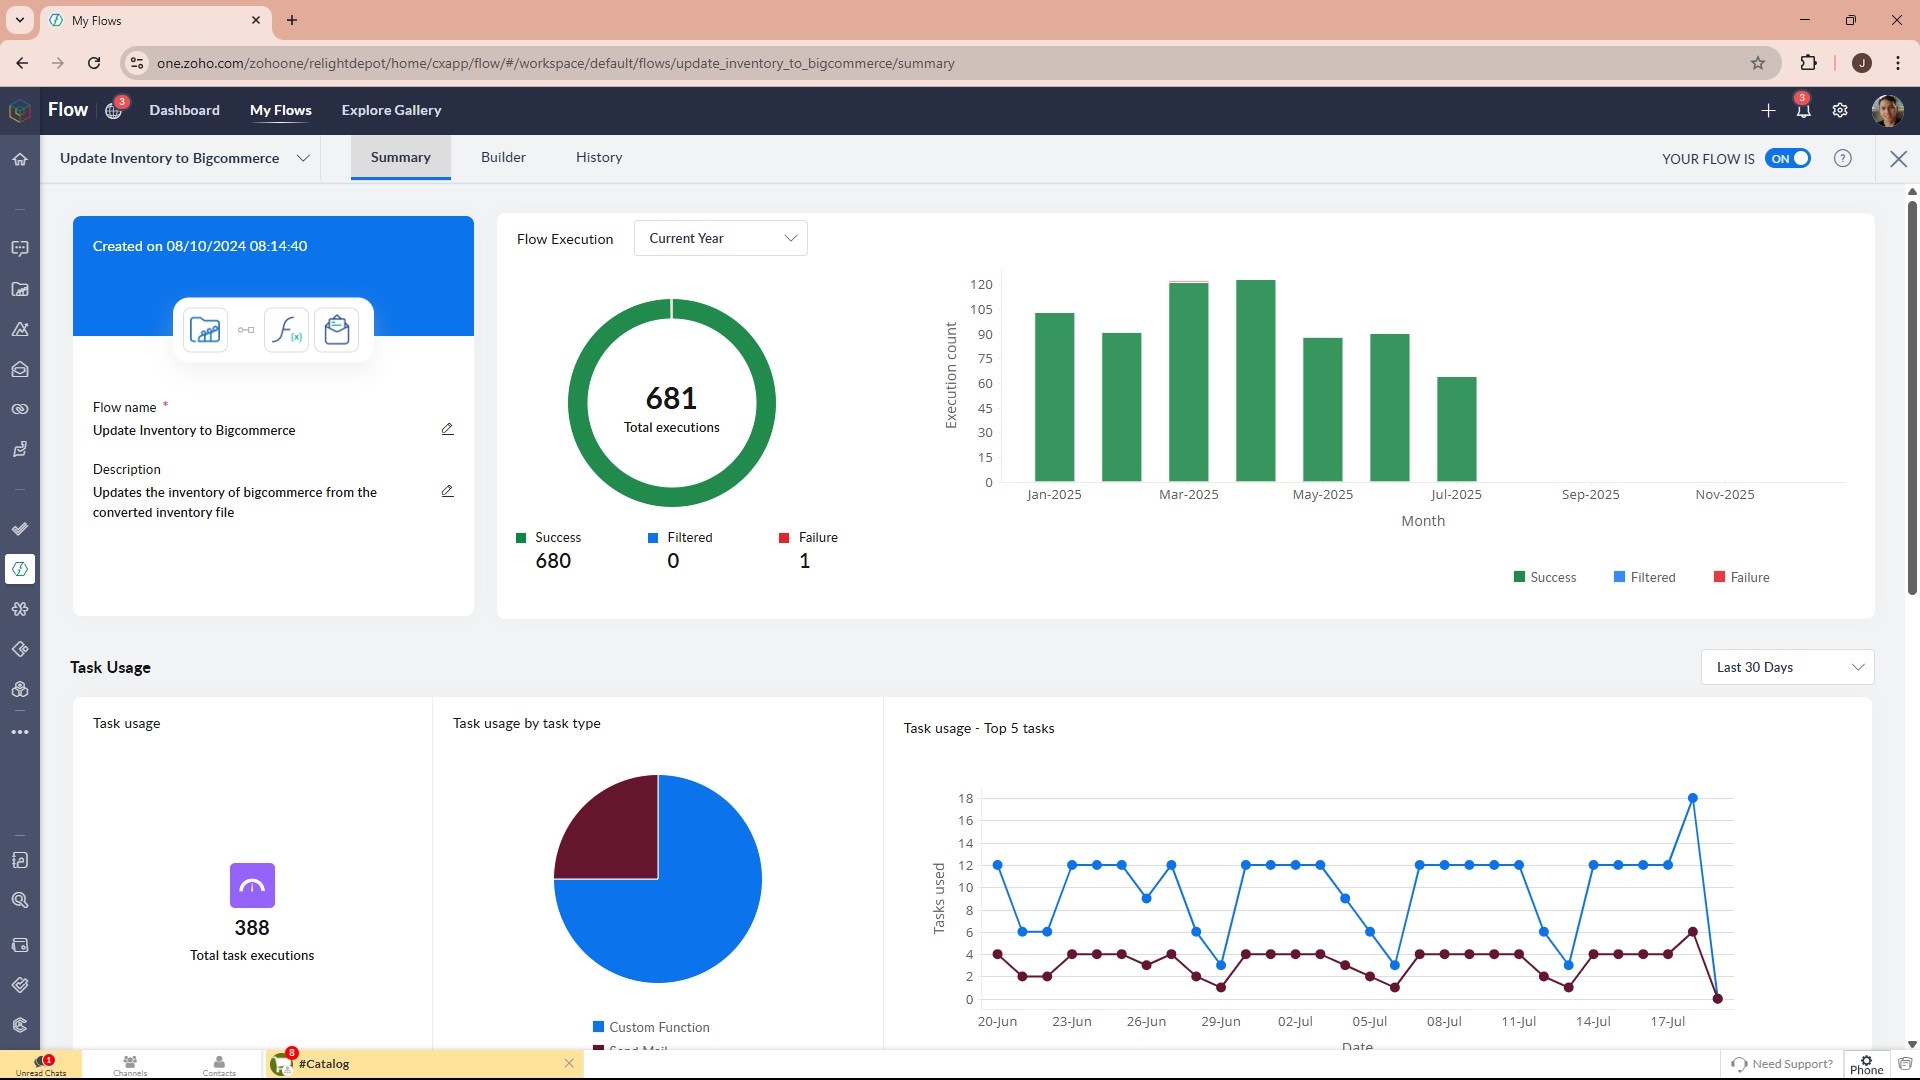 My Flows
one.zoho.com/zohoone/relightdepot/home/cxapp/flow/#/workspace/default/flows/update_inventory_to_bigcommerce/summary
J
Flow
3
Dashboard
My Flows
Explore Gallery
3
Update Inventory to Bigcommerce
Summary
Builder
History
YOUR FLOW IS
ON
?
Created on 08/10/2024 08:14:40
Flow name *
Update Inventory to Bigcommerce
Description
Updates the inventory of bigcommerce from the
converted inventory file
Flow Execution
Current Year
681
Total executions
Success
680
Filtered
0
Failure
1
Execution count
120
105
90
75
60
45
30
15
0
Jan-2025
Mar-2025
May-2025
Jul-2025
Sep-2025
Nov-2025
Month
Success
Filtered
Failure
Task Usage
Last 30 Days
Task usage
388
Total task executions
Task usage by task type
Custom Function
Send Mail
Task usage - Top 5 tasks
Tasks used
18
16
14
12
10
8
6
4
2
0
20-Jun
23-Jun
26-Jun
29-Jun
02-Jul
05-Jul
08-Jul
11-Jul
14-Jul
17-Jul
Date
1
Unread Chats
Channels
Contacts
8
#Catalog
Need Support?
Phone